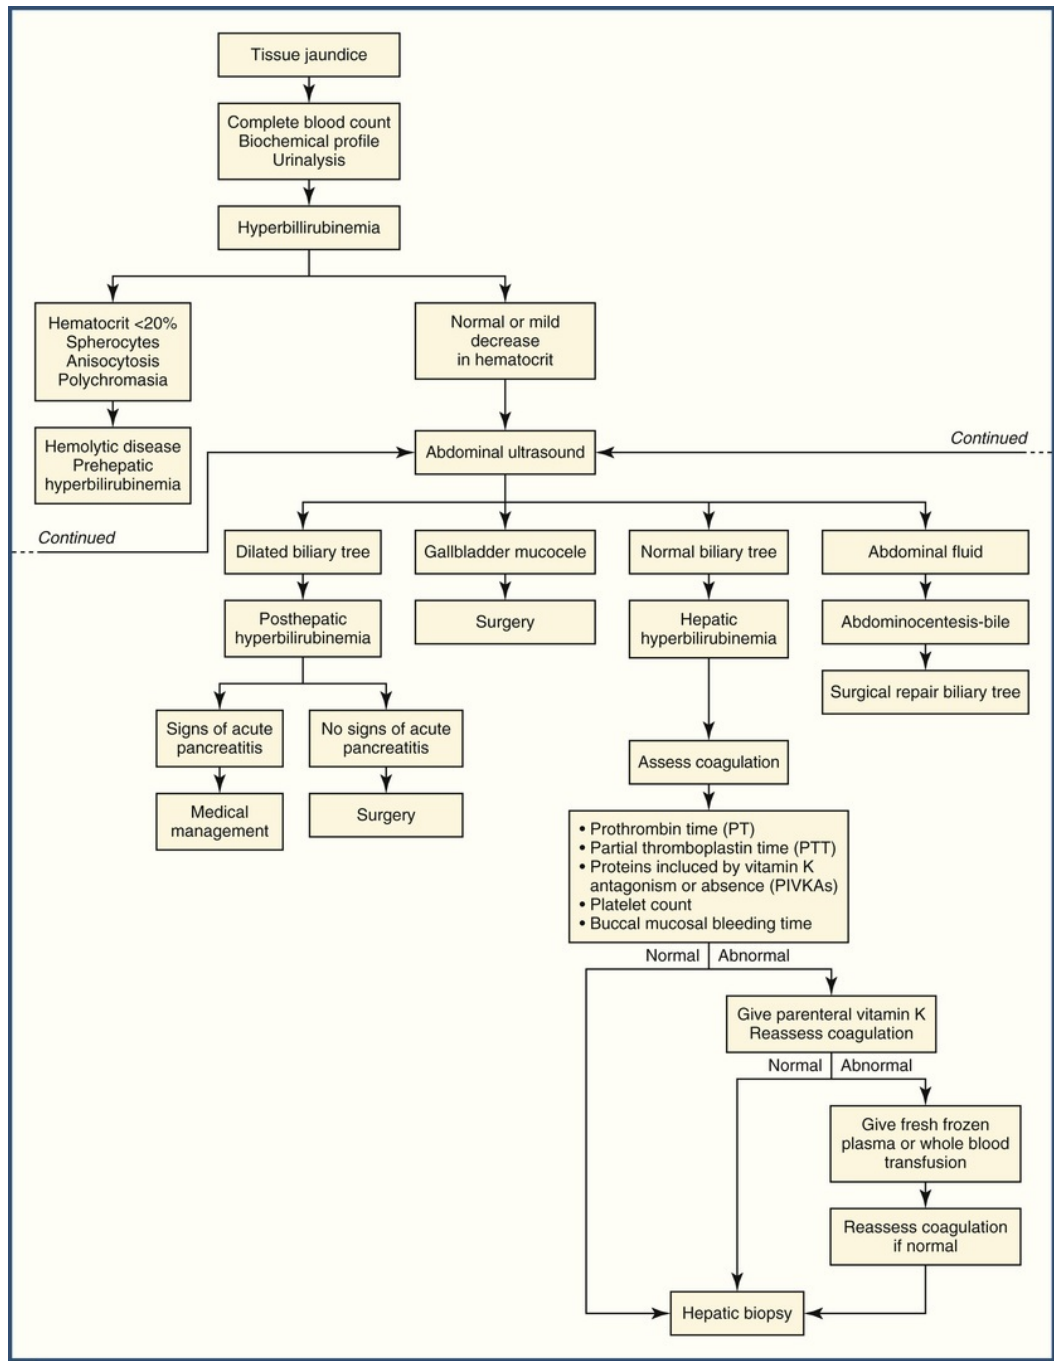 Tissue jaundice
Complete blood count
Biochemical profile
Urinalysis
Hyperbillirubinemia
Hematocrit <20%
Spherocytes
Anisocytosis
Polychromasia
Normal or mild
decrease
in hematocrit
Hemolytic disease
Prehepatic
hyperbilirubinemia
Abdominal ultrasound
Continued
Continued
Dilated biliary tree
Gallbladder mucocele
Normal biliary tree
Abdominal fluid
Posthepatic
hyperbilirubinemia
Surgery
Hepatic
hyperbilirubinemia
Abdominocentesis-bile
Surgical repair biliary tree
Signs of acute
pancreatitis
No signs of acute
pancreatitis
Assess coagulation
Medical
management
Surgery
• Prothrombin time (PT)
• Partial thromboplastin time (PTT)
• Proteins included by vitamin K
antagonism or absence (PIVKAs)
• Platelet count
• Buccal mucosal bleeding time
Normal Abnormal
Give parenteral vitamin K
Reassess coagulation
Normal Abnormal
Give fresh frozen
plasma or whole blood
transfusion
Reassess coagulation
if normal
Hepatic biopsy